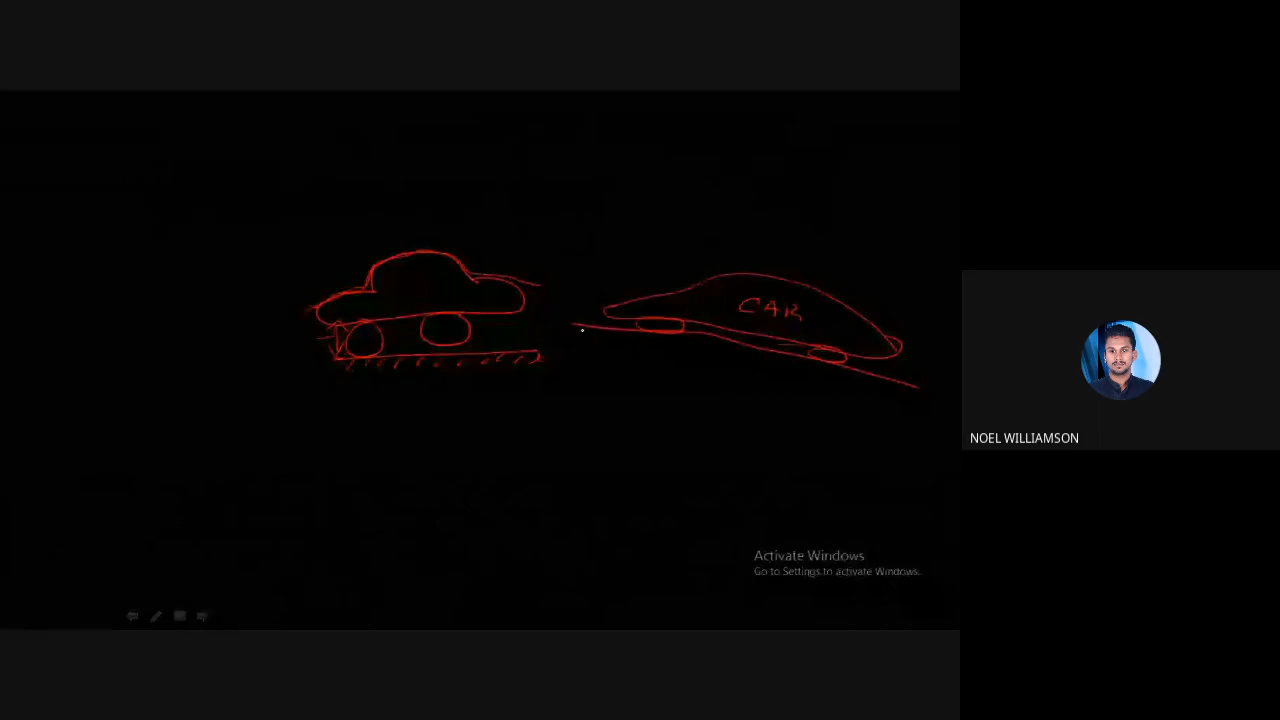 CAR
NOEL WILLIAMSON
Activate Windows
Go to Settings to activate Windows.